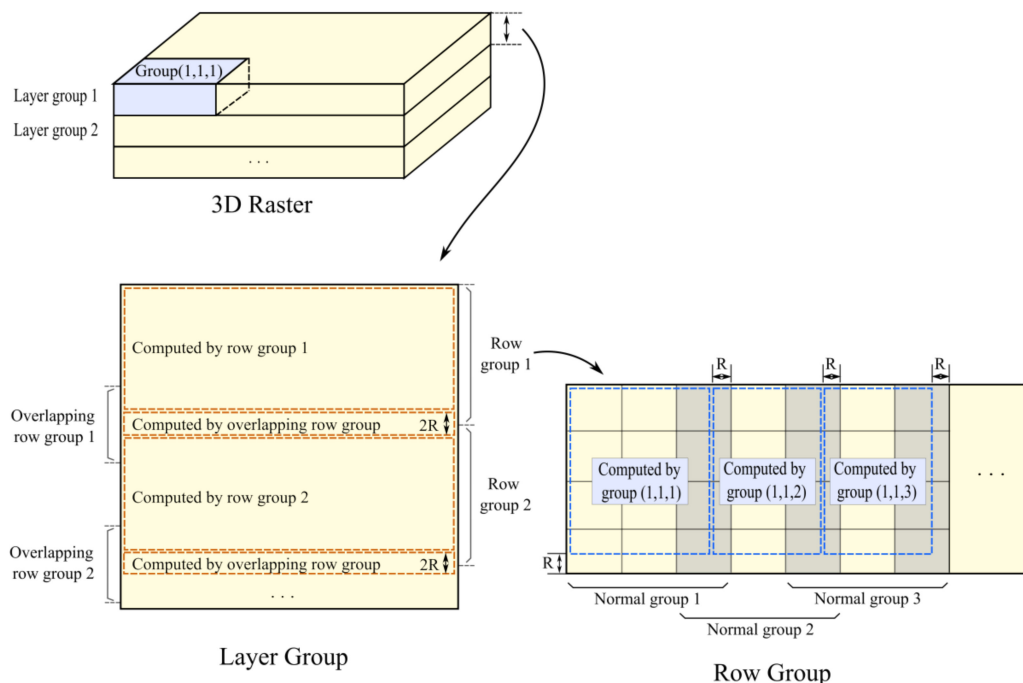 Group(1,1,1)
Layer group 1
Layer group 2
. . .
3D Raster
Computed by row group 1
Row
group 1
Overlapping
row group 1
Computed by overlapping row group
2R
Computed by row group 2
Row
group 2
Overlapping
row group 2
Computed by overlapping row group
2R
. . .
Layer Group
R
R
R
Computed by
group (1,1,1)
Computed by
group (1,1,2)
Computed by
group (1,1,3)
. . .
R
Normal group 1
Normal group 3
Normal group 2
Row Group